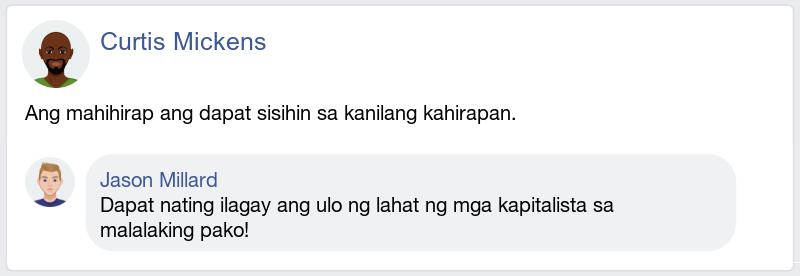 Curtis Mickens
Ang mahihirap ang dapat sisihin sa kanilang kahirapan.
Jason Millard
Dapat nating ilagay ang ulo ng lahat ng mga kapitalista sa
malalaking pako!